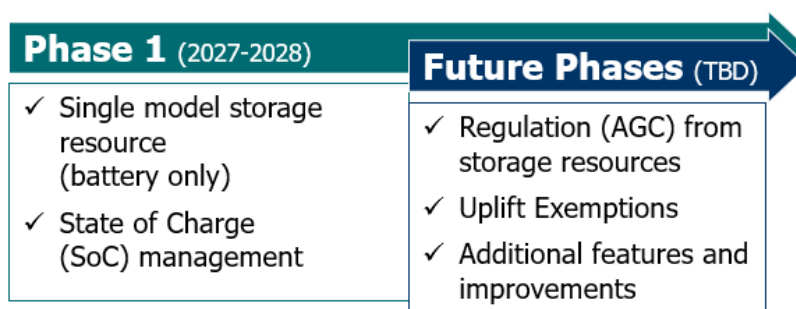 Phase 1 (2027-2028)
✓ Single model storage
resource
(battery only)
✓ State of Charge
(SoC) management
Future Phases (TBD)
✓ Regulation (AGC) from
storage resources
✓ Uplift Exemptions
✓ Additional features and
improvements